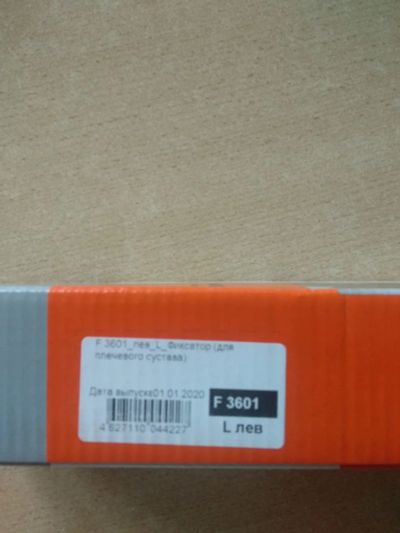 F 3601_лев_L_Фиксатор (для
плечевого сустава)
Дата выпуска01.01.2020
F 3601
4 627110 044227
L лев